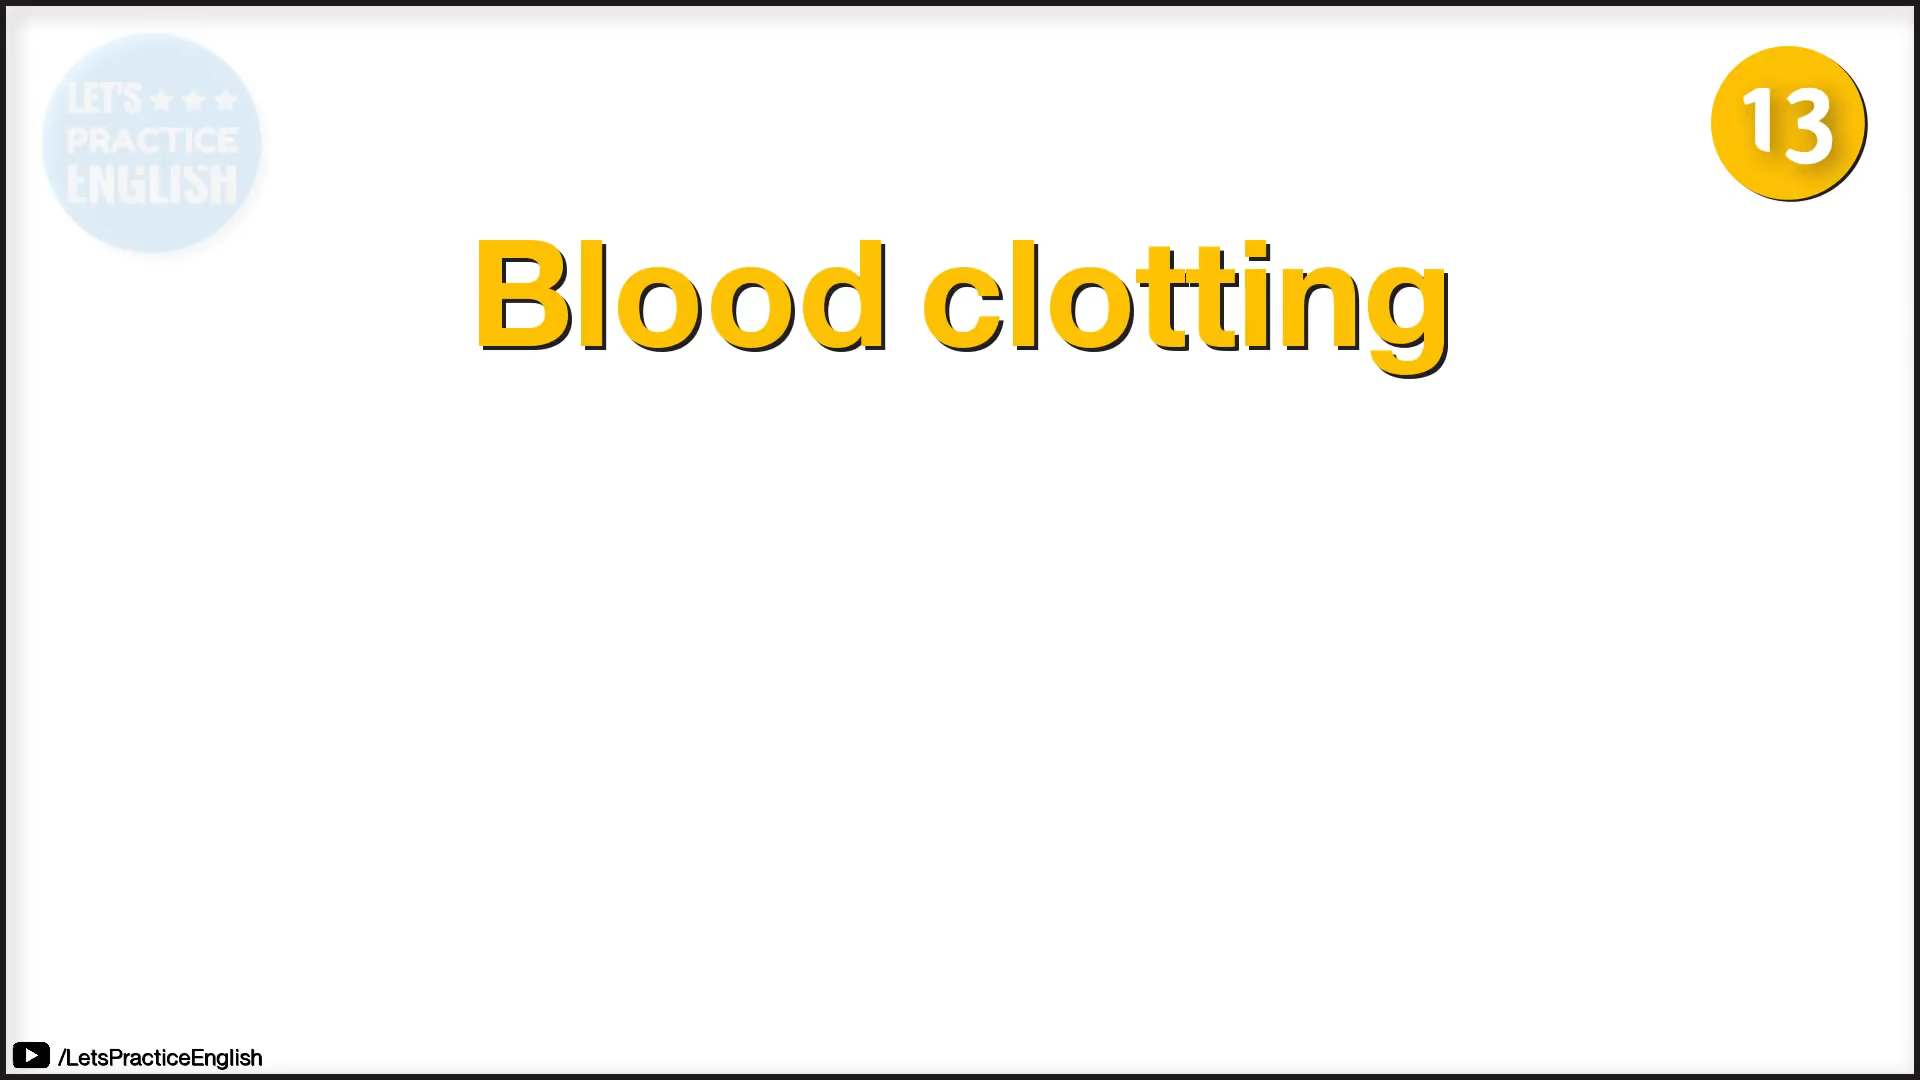 LET'S
PRACTICE
ENGLISH
13
Blood clotting
/LetsPracticeEnglish